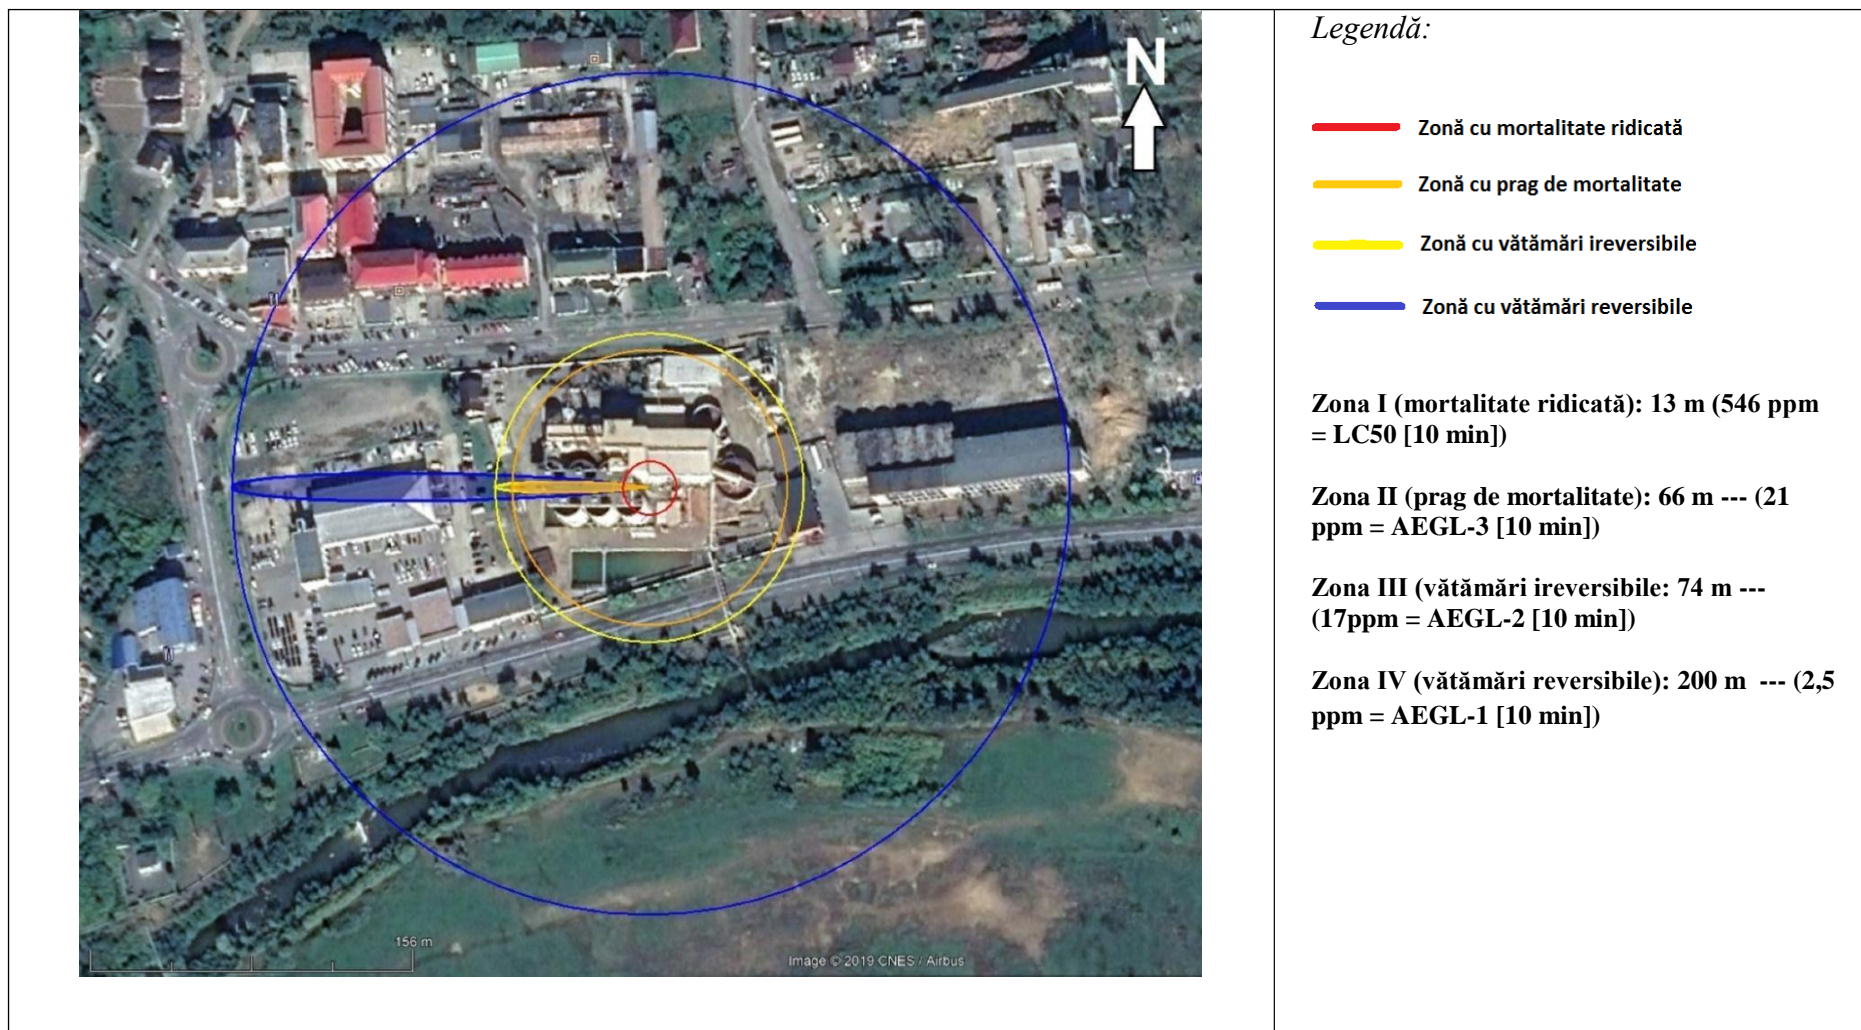 Legendă:
N
Zonă cu mortalitate ridicată
Zonă cu prag de mortalitate
Zonă cu vătămări ireversibile
Zonă cu vătămări reversibile
Zona I (mortalitate ridicată): 13 m (546 ppm
= LC50 [10 min])
Zona II (prag de mortalitate): 66 m --- (21
ppm = AEGL-3 [10 min])
Zona III (vătămări ireversibile: 74 m ---
(17ppm = AEGL-2 [10 min])
Zona IV (vătămări reversibile): 200 m --- (2,5
ppm = AEGL-1 [10 min])
156 m
Image © 2019 CNES / Airbus